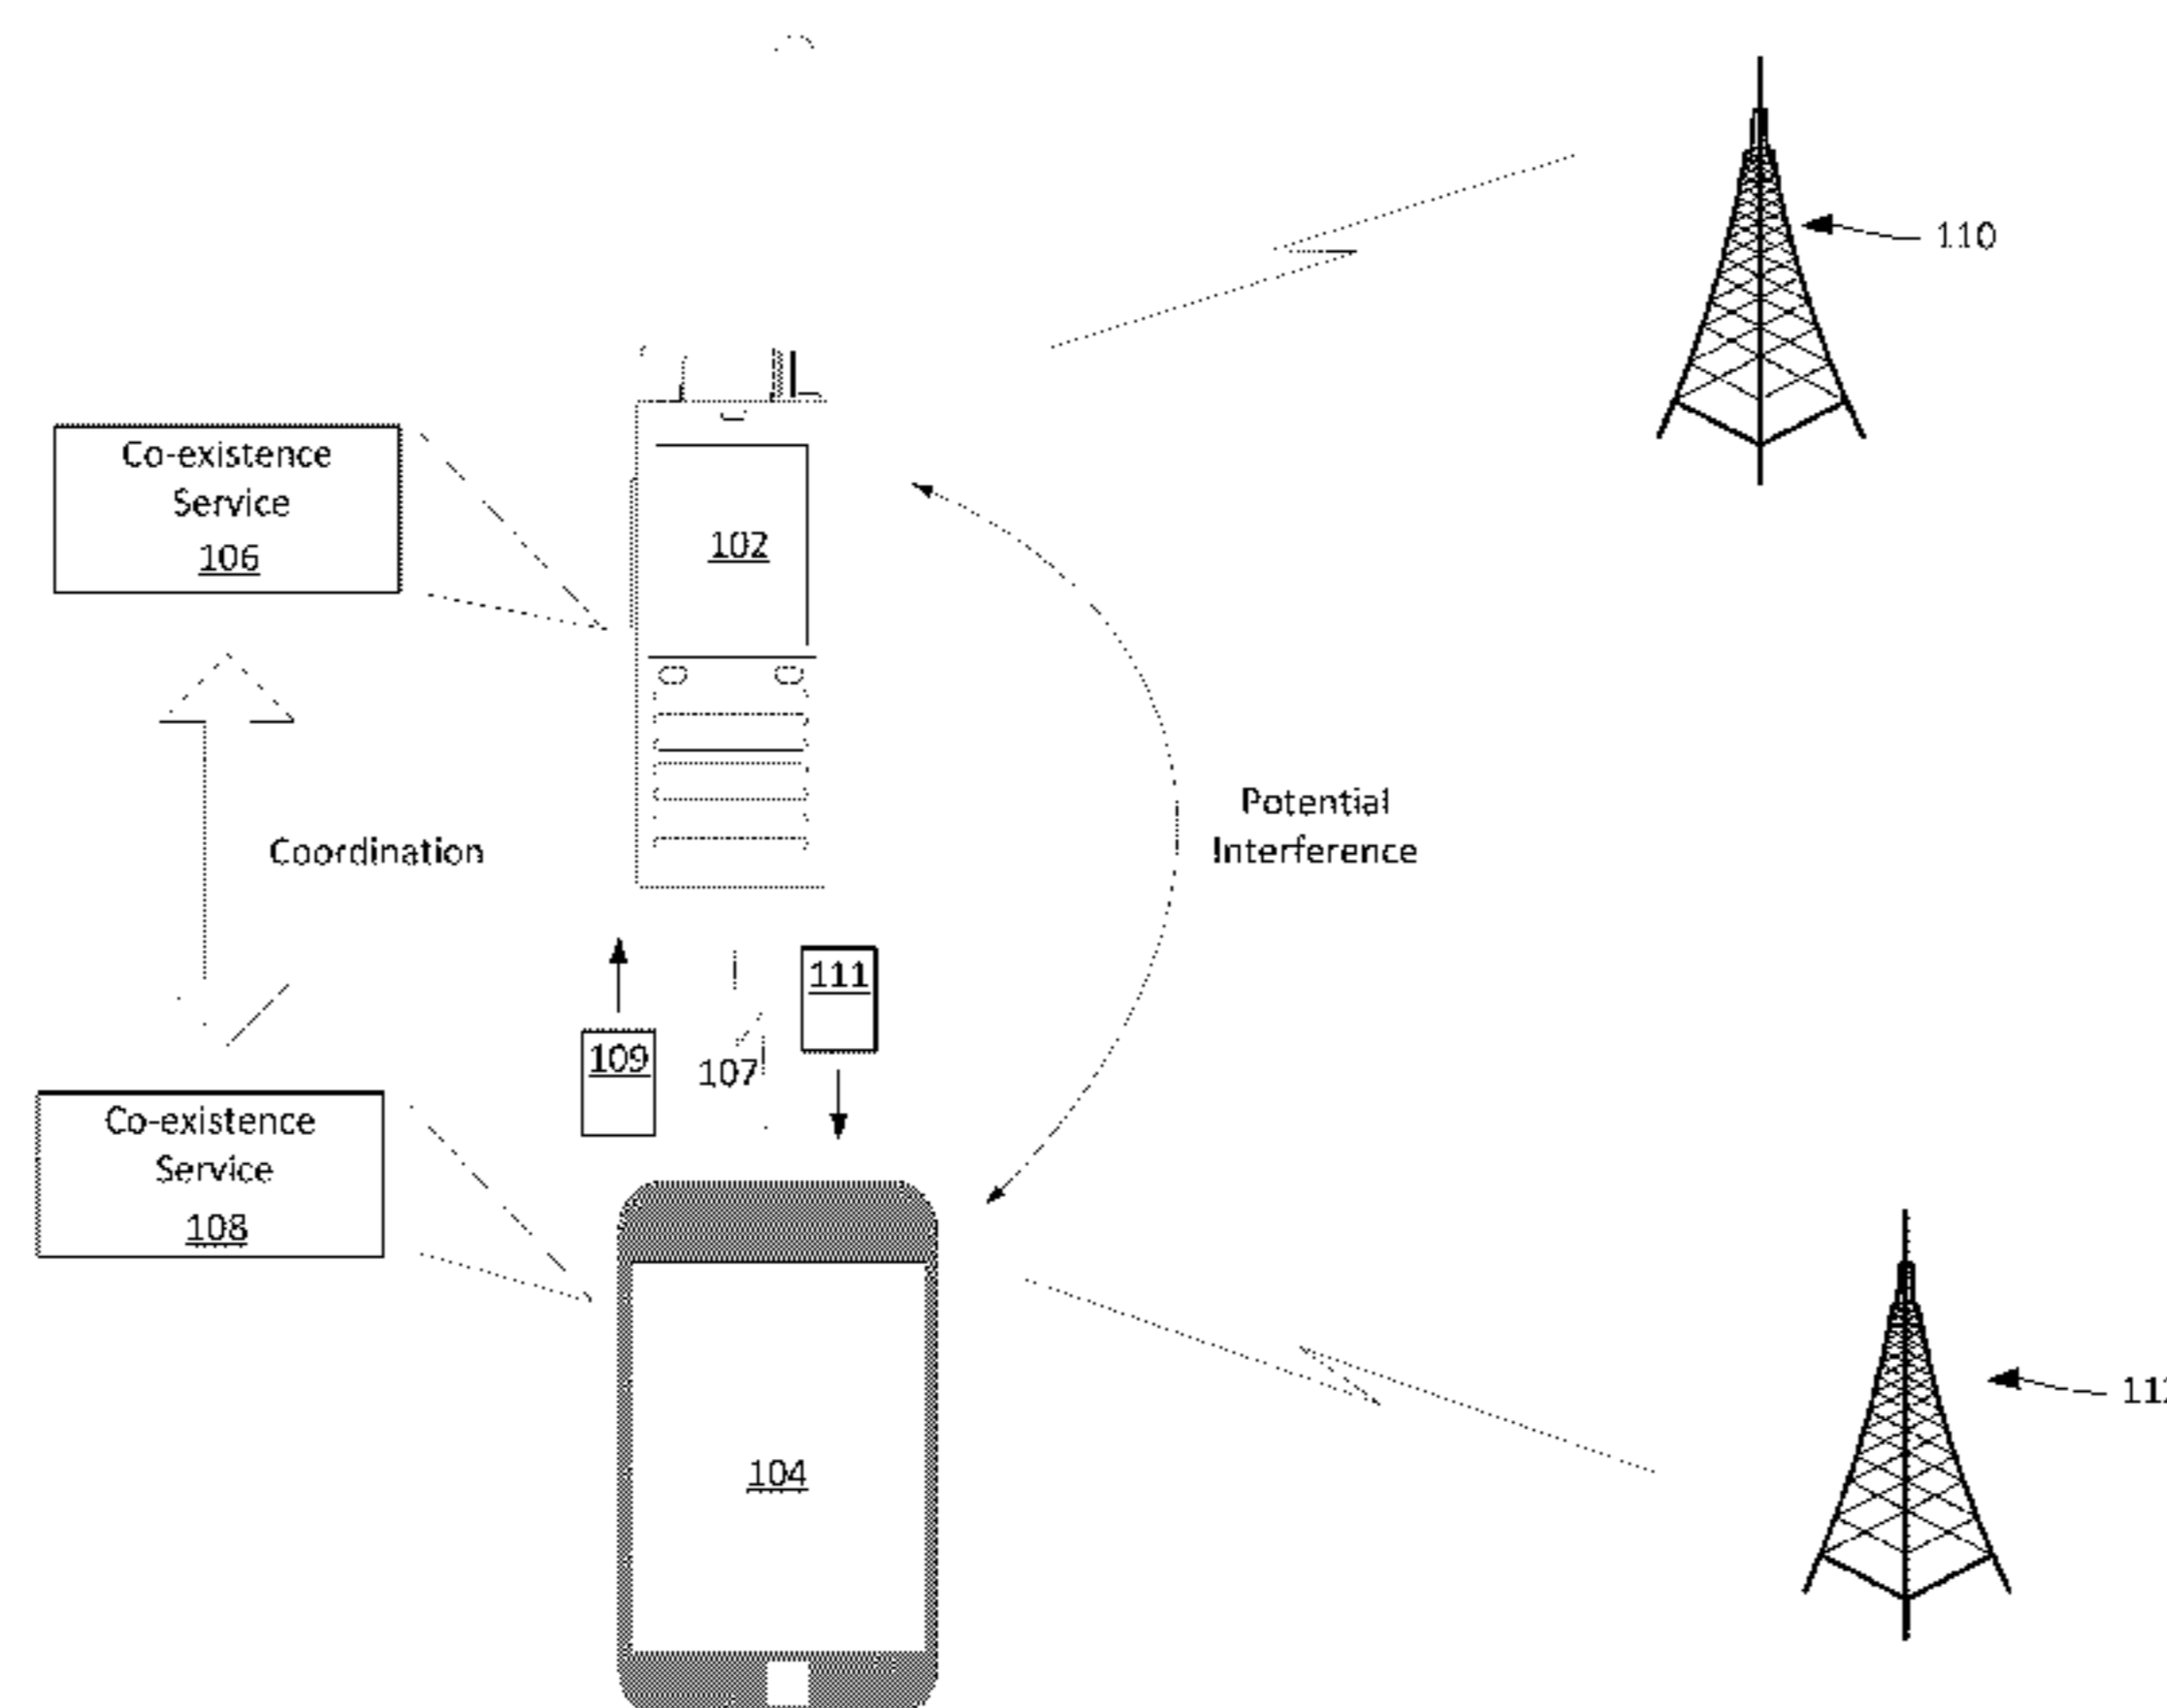 110
Co-existence
Service
106
102
Potential
Interference
Coordination
111
109
107
Co-existence
Service
108
104